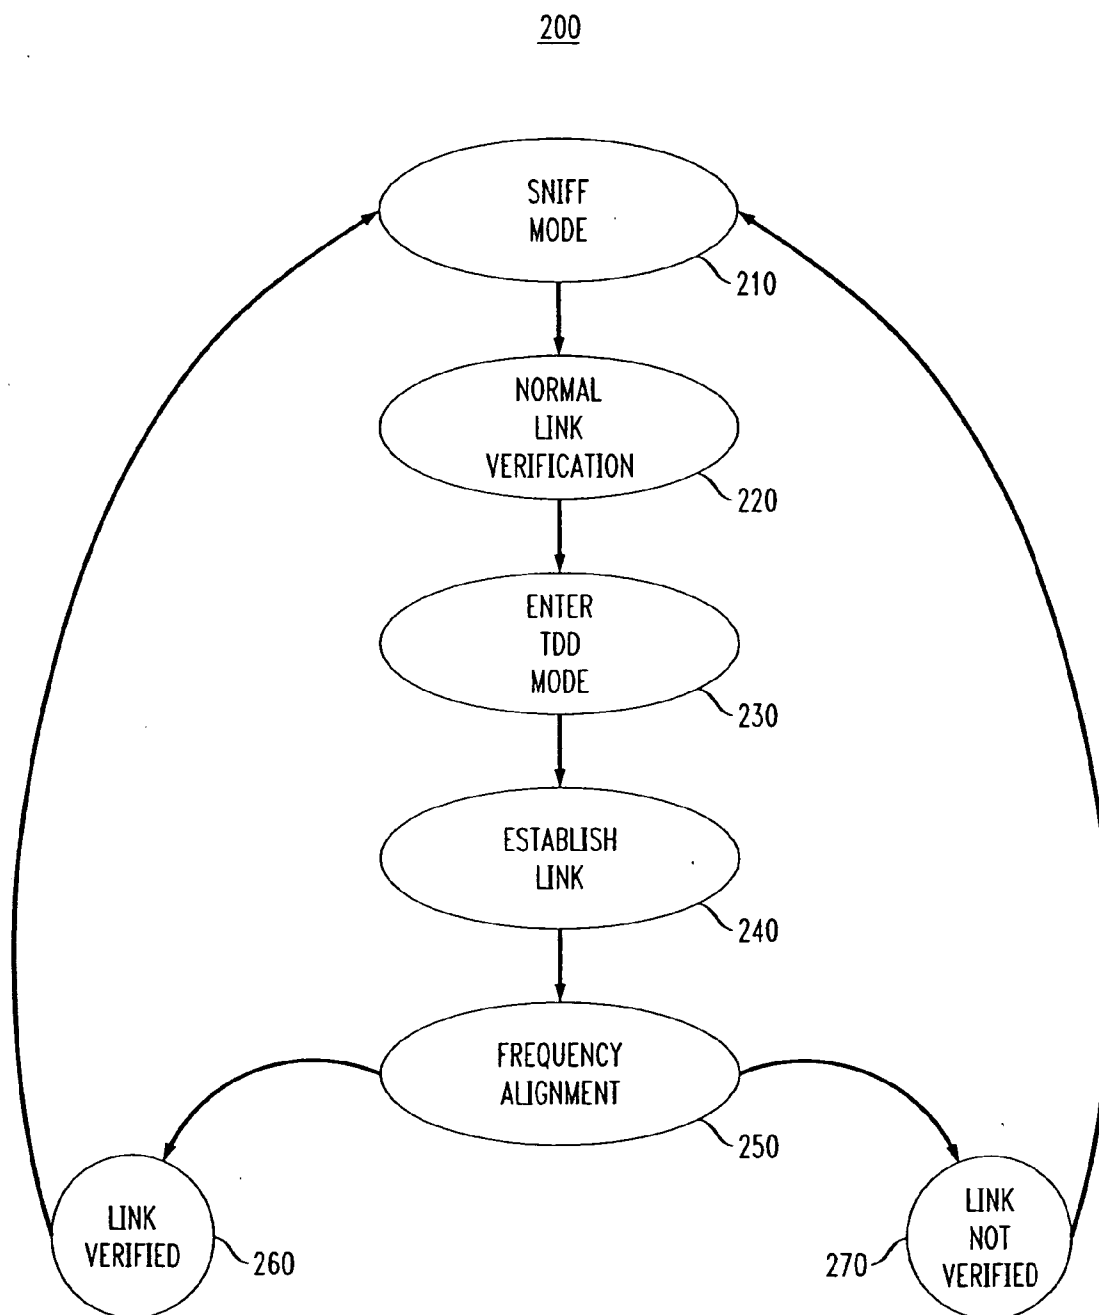 200
SNIFF
MODE
210
NORMAL
LINK
VERIFICATION
220
ENTER
TDD
MODE
230
ESTABLISH
LINK
240
FREQUENCY
ALIGNMENT
250
LINK
VERIFIED
260
LINK
NOT
VERIFIED
270